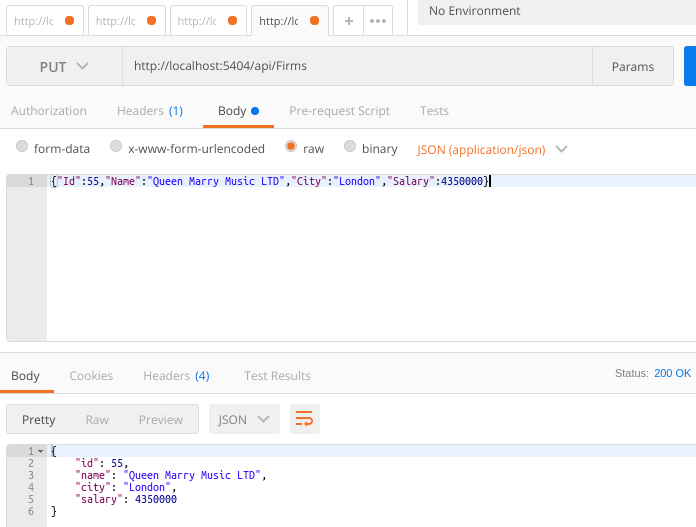 http://lc http://lc http://lc http://lc + ••• No Environment
PUT http://localhost:5404/api/Firms Params
Authorization Headers (1) Body Pre-request Script Tests
form-data x-www-form-urlencoded raw binary JSON (application/json)
1 {"Id":55,"Name":"Queen Marry Music LTD","City":"London","Salary":4350000}
Body Cookies Headers (4) Test Results Status: 200 OK
Pretty Raw Preview JSON
1 {
2 "id": 55,
3 "name": "Queen Marry Music LTD",
4 "city": "London",
5 "salary": 4350000
6 }